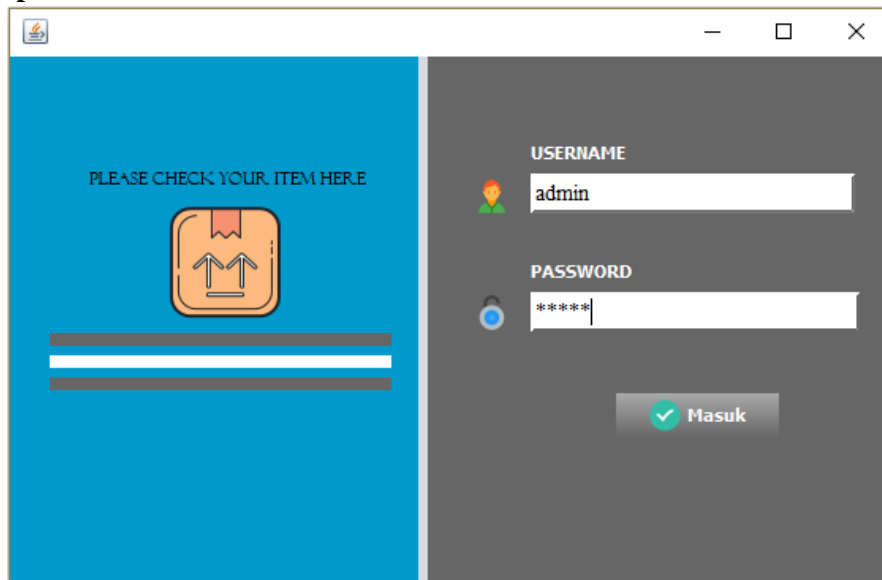 PLEASE CHECK YOUR ITEM HERE
USERNAME
admin
PASSWORD
*****
Masuk